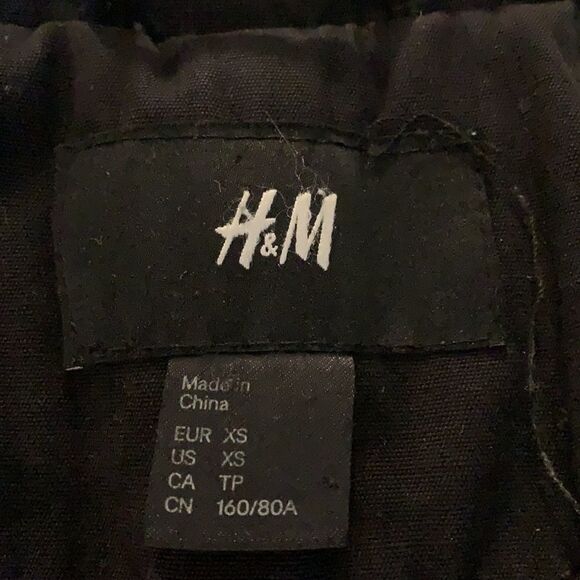 H&M
Made in
China
EUR XS
US XS
CA TP
CN 160/80A